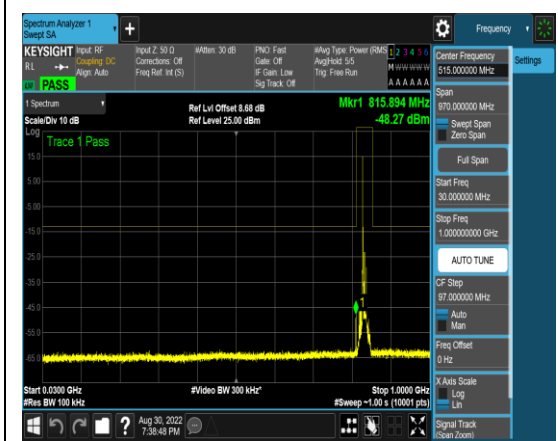 Spectrum Analyzer 1
Swept SA
+
Frequency
KEYSIGHT
RL
PASS
Input: RF
Coupling: DC
Align: Auto
Input Z: 50 Ω
Corrections: Off
Freq Ref: Int (S)
#Atten: 30 dB
PNO: Fast
Gate: Off
IF Gain: Low
Sig Track: Off
#Avg Type: Power (RMS
Avg|Hold: 5/5
Trig: Free Run
1 2 3 4 5 6
M W W W W W
A A A A A A
1 Spectrum
Scale/Div 10 dB
Ref Lvl Offset 8.68 dB
Ref Level 25.00 dBm
Mkr1 815.894 MHz
-48.27 dBm
Log
Trace 1 Pass
15.0
5.00
-5.00
-15.0
-25.0
-35.0
-45.0
-55.0
-65.0
1
Start 0.0300 GHz
#Res BW 100 kHz
#Video BW 300 kHz*
Stop 1.0000 GHz
#Sweep ~1.00 s (10001 pts)
Center Frequency
515.000000 MHz
Settings
Span
970.000000 MHz
Swept Span
Zero Span
Full Span
Start Freq
30.000000 MHz
Stop Freq
1.000000000 GHz
AUTO TUNE
CF Step
97.000000 MHz
Auto
Man
Freq Offset
0 Hz
X Axis Scale
Log
Lin
Signal Track
(Span Zoom)
?
Aug 30, 2022
7:38:48 PM